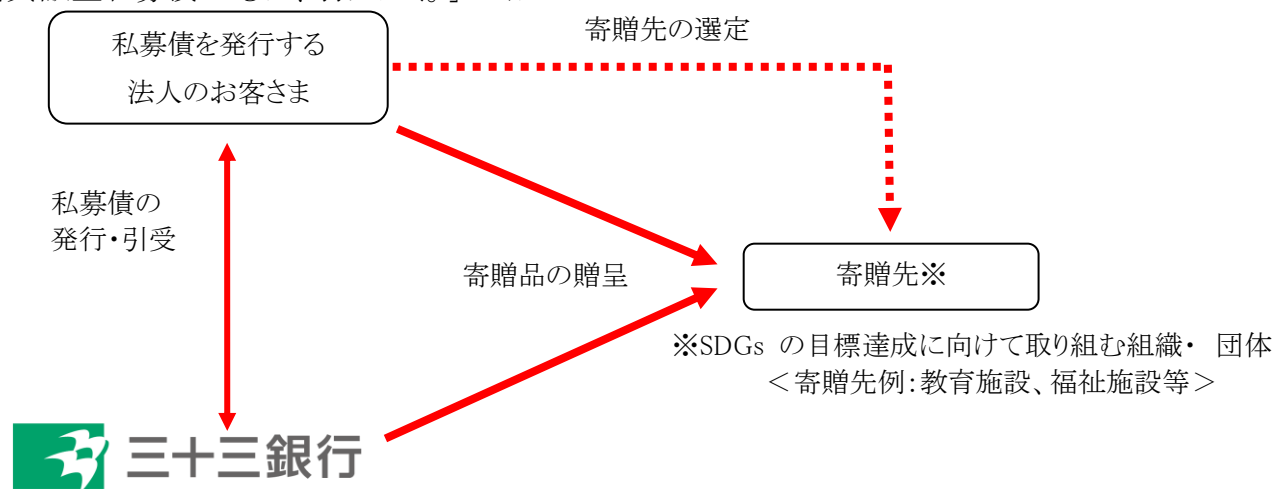 私募債を発行する
法人のお客さま
寄贈先の選定
私募債の
発行・引受
寄贈品の贈呈
寄贈先※
※SDGs の目標達成に向けて取り組む組織・ 団体
＜寄贈先例：教育施設、福祉施設等＞
三十三銀行